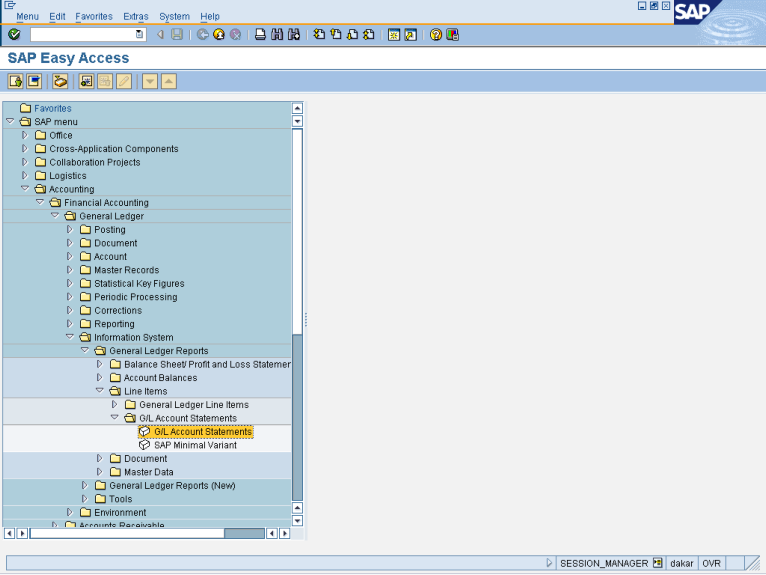 Menu Edit Favorites Extras System Help
SAP
SAP Easy Access
Favorites
SAP menu
Office
Cross-Application Components
Collaboration Projects
Logistics
Accounting
Financial Accounting
General Ledger
Posting
Document
Account
Master Records
Statistical Key Figures
Periodic Processing
Corrections
Reporting
Information System
General Ledger Reports
Balance Sheet/ Profit and Loss Statemer
Account Balances
Line Items
General Ledger Line Items
G/L Account Statements
G/L Account Statements
SAP Minimal Variant
Document
Master Data
General Ledger Reports (New)
Tools
Environment
Accounts Receivable
SESSION_MANAGER dakar OVR